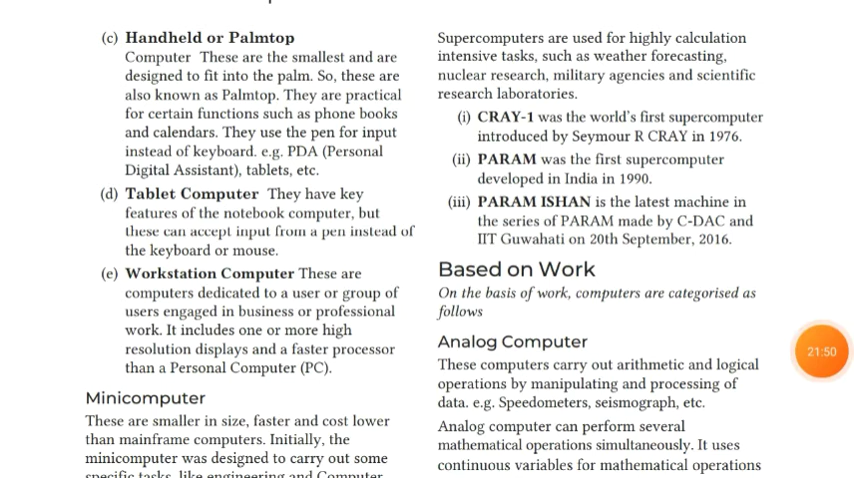 (c) Handheld or Palmtop
Computer These are the smallest and are
designed to fit into the palm. So, these are
also known as Palmtop. They are practical
for certain functions such as phone books
and calendars. They use the pen for input
instead of keyboard. e.g. PDA (Personal
Digital Assistant), tablets, etc.
(d) Tablet Computer They have key
features of the notebook computer, but
these can accept input from a pen instead of
the keyboard or mouse.
(e) Workstation Computer These are
computers dedicated to a user or group of
users engaged in business or professional
work. It includes one or more high
resolution displays and a faster processor
than a Personal Computer (PC).
Minicomputer
These are smaller in size, faster and cost lower
than mainframe computers. Initially, the
minicomputer was designed to carry out some
specific tasks, like engineering and Computer
Supercomputers are used for highly calculation
intensive tasks, such as weather forecasting,
nuclear research, military agencies and scientific
research laboratories.
(i) CRAY-1 was the world's first supercomputer
introduced by Seymour R CRAY in 1976.
(ii) PARAM was the first supercomputer
developed in India in 1990.
(iii) PARAM ISHAN is the latest machine in
the series of PARAM made by C-DAC and
IIT Guwahati on 20th September, 2016.
Based on Work
On the basis of work, computers are categorised as
follows
Analog Computer
These computers carry out arithmetic and logical
operations by manipulating and processing of
data. e.g. Speedometers, seismograph, etc.
Analog computer can perform several
mathematical operations simultaneously. It uses
continuous variables for mathematical operations
21:50